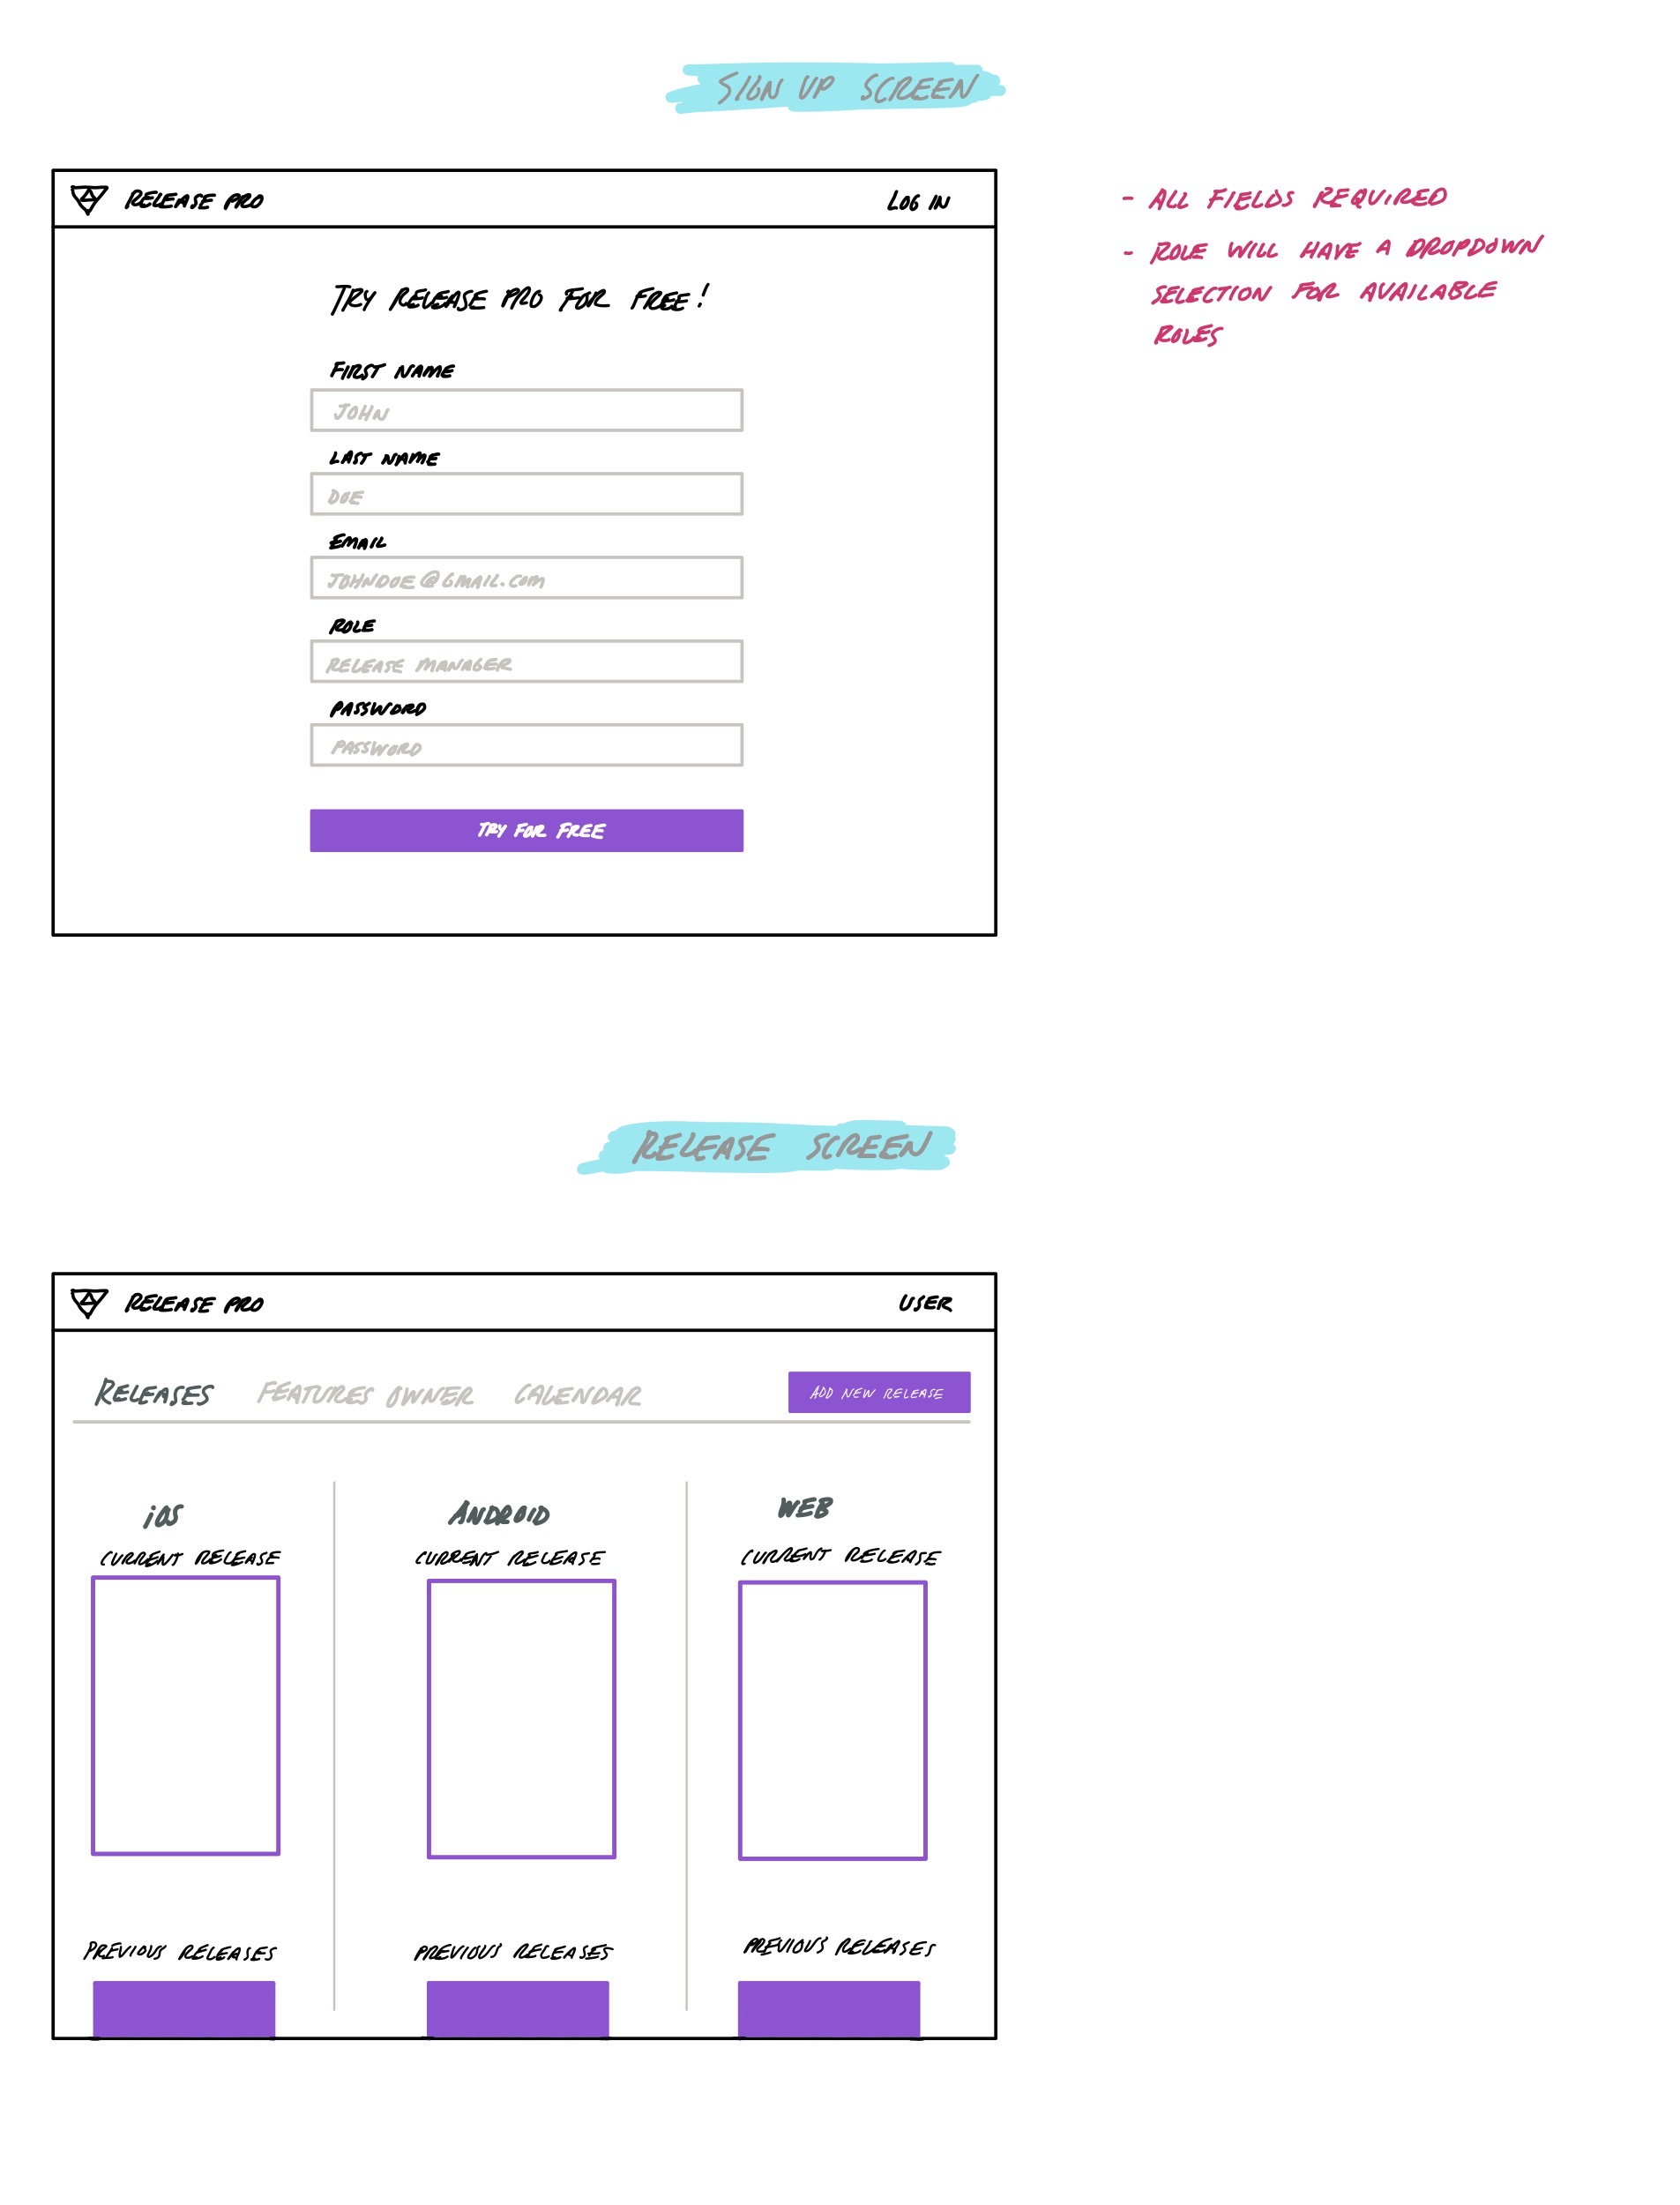 SIGN UP SCREEN
RELEASE PRO
LOG IN
- ALL FIELDS REQUIRED
- ROLE WILL HAVE A DROPDOWN
SELECTION FOR AVAILABLE
ROLES
TRY RELEASE PRO FOR FREE!
FIRST NAME
JOHN
LAST NAME
DOE
EMAIL
JOHNDOE@GMAIL.COM
ROLE
RELEASE MANAGER
PASSWORD
PASSWORD
TRY FOR FREE
RELEASE SCREEN
RELEASE PRO
USER
RELEASES
FEATURES OWNER
CALENDAR
ADD NEW RELEASE
iOS
CURRENT RELEASE
PREVIOUS RELEASES
ANDROID
CURRENT RELEASE
PREVIOUS RELEASES
WEB
CURRENT RELEASE
PREVIOUS RELEASES